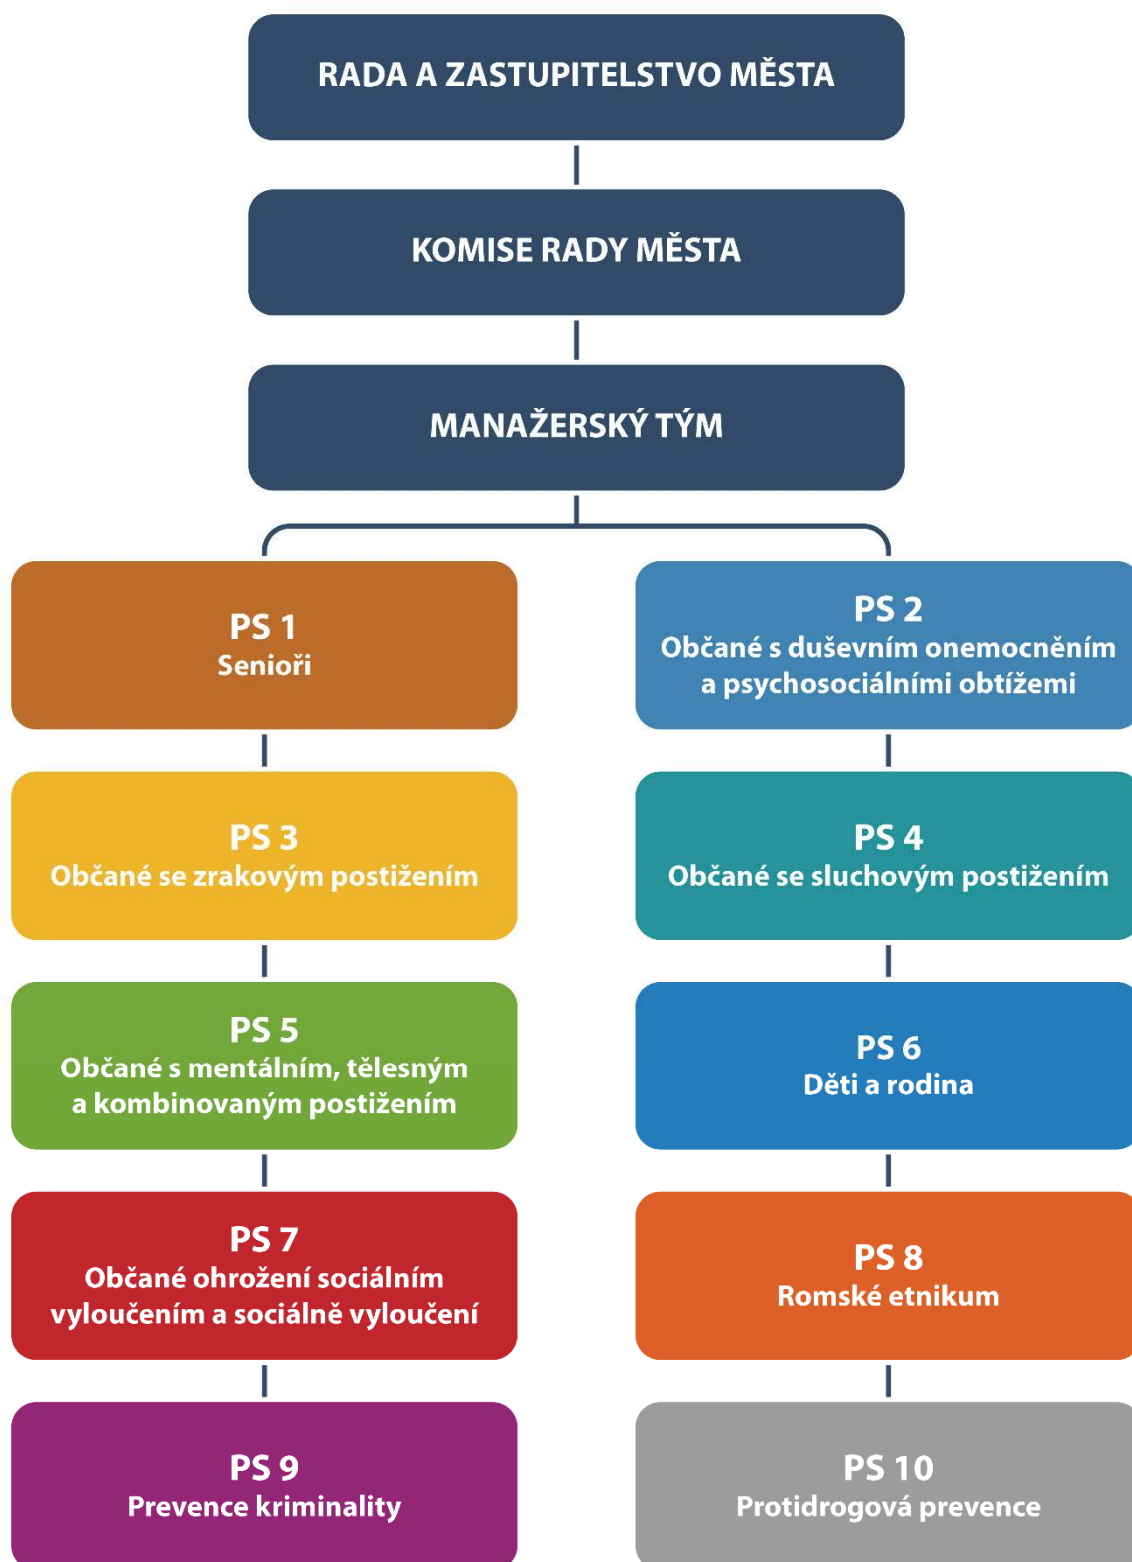 RADA A ZASTUPITELSTVO MĚSTA
KOMISE RADY MĚSTA
MANAŽERSKÝ TÝM
PS 1
Senioři
PS 2
Občané s duševním onemocněním
a psychosociálními obtížemi
PS 3
Občané se zrakovým postižením
PS 4
Občané se sluchovým postižením
PS 5
Občané s mentálním, tělesným
a kombinovaným postižením
PS 6
Děti a rodina
PS 7
Občané ohrožení sociálním
vyloučením a sociálně vyloučení
PS 8
Romské etnikum
PS 9
Prevence kriminality
PS 10
Protidrogová prevence